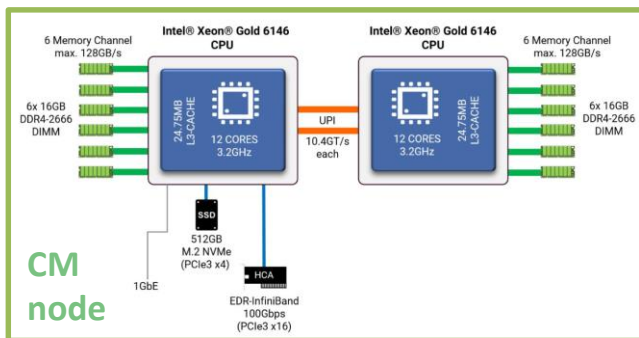 Intel® Xeon® Gold 6146
CPU
Intel® Xeon® Gold 6146
CPU
6 Memory Channel
max. 128GB/s
6 Memory Channel
max. 128GB/s
6x 16GB
DDR4-2666
DIMM
24.75MB
L3-CACHE
12 CORES
3.2GHz
UPI
10.4GT/s
each
24.75MB
L3-CACHE
12 CORES
3.2GHz
6x 16GB
DDR4-2666
DIMM
SSD
512GB
M.2 NVMe
(PCIe3 x4)
HCA
1GbE
EDR-InfiniBand
100Gbps
(PCIe3 x16)
CM
node